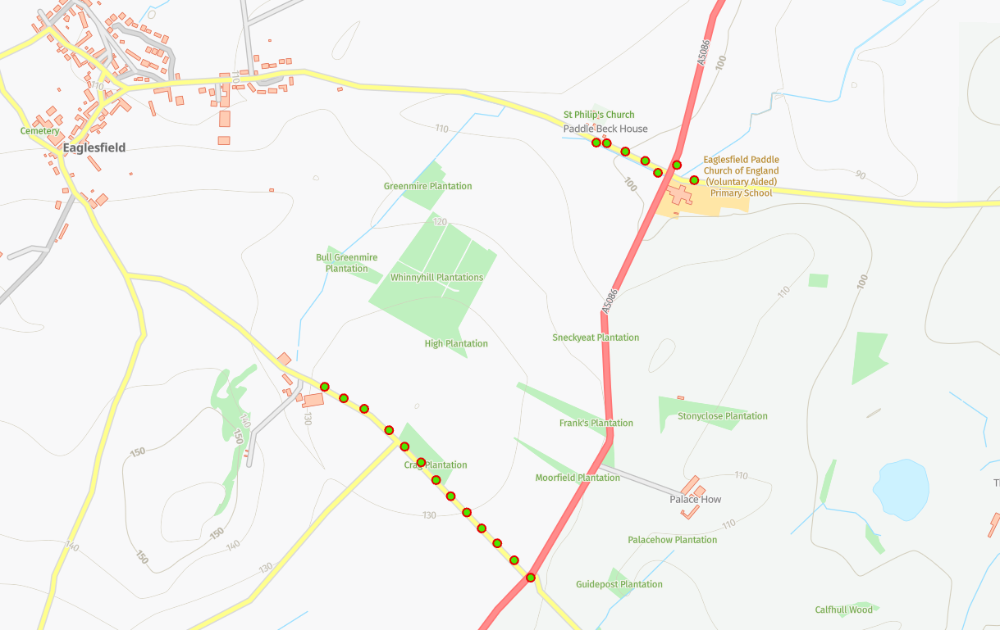 A5086
100
110
110
St Philip's Church
110
Paddle Beck House
Cemetery
Eaglesfield
Eaglesfield Paddle
Church of England
(Voluntary Aided)
Primary School
90
100
Greenmire Plantation
120
Bull Greenmire
Plantation
Whinnyhill Plantations
100
110
A5086
High Plantation
Sneckyeat Plantation
130
140
150
150
Frank's Plantation
Stonyclose Plantation
Crag Plantation
Moorfield Plantation
110
Palace How
130
110
150
140
140
150
130
Palacehow Plantation
Guidepost Plantation
Calfhull Wood